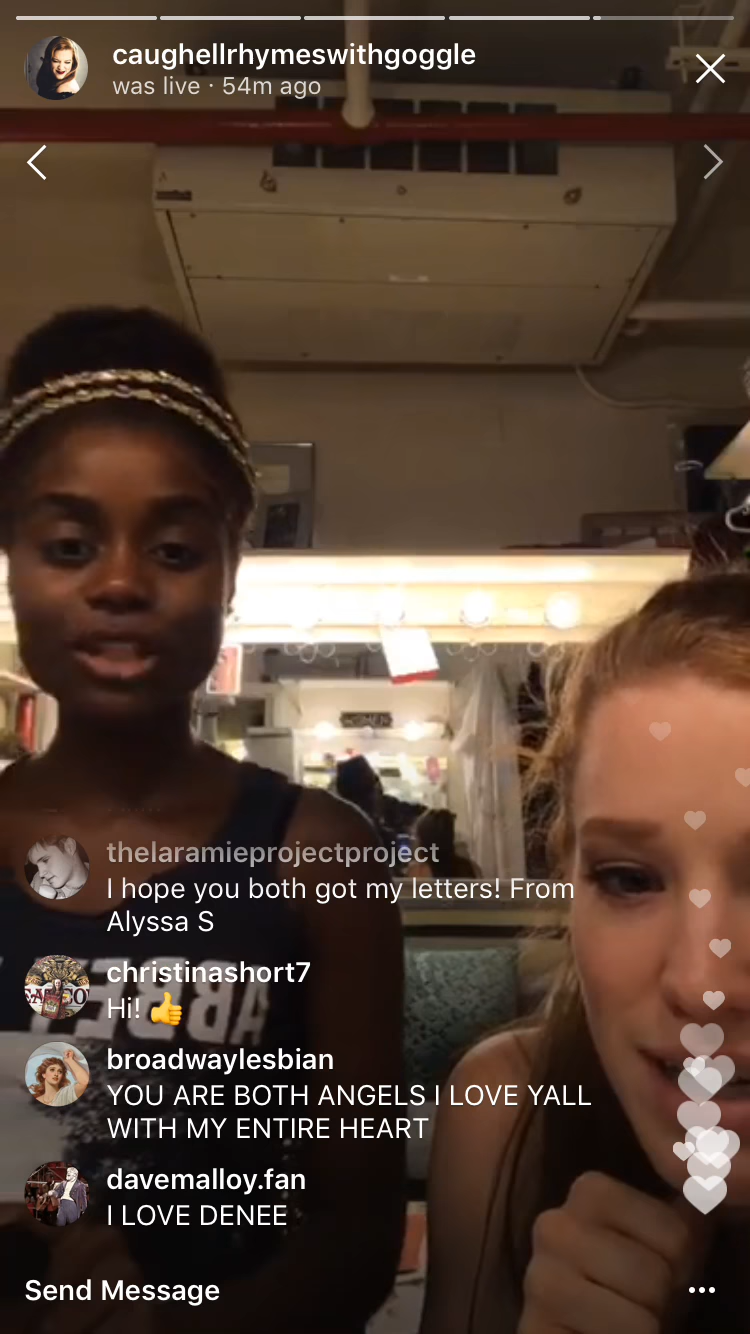 caughellrhymeswithgoggle
was live · 54m ago
WOMEN
thelaramieprojectproject
I hope you both got my letters! From
Alyssa S
christinashort7
Hi! 👍
broadwaylesbian
YOU ARE BOTH ANGELS I LOVE YALL
WITH MY ENTIRE HEART
davemalloy.fan
I LOVE DENEE
Send Message